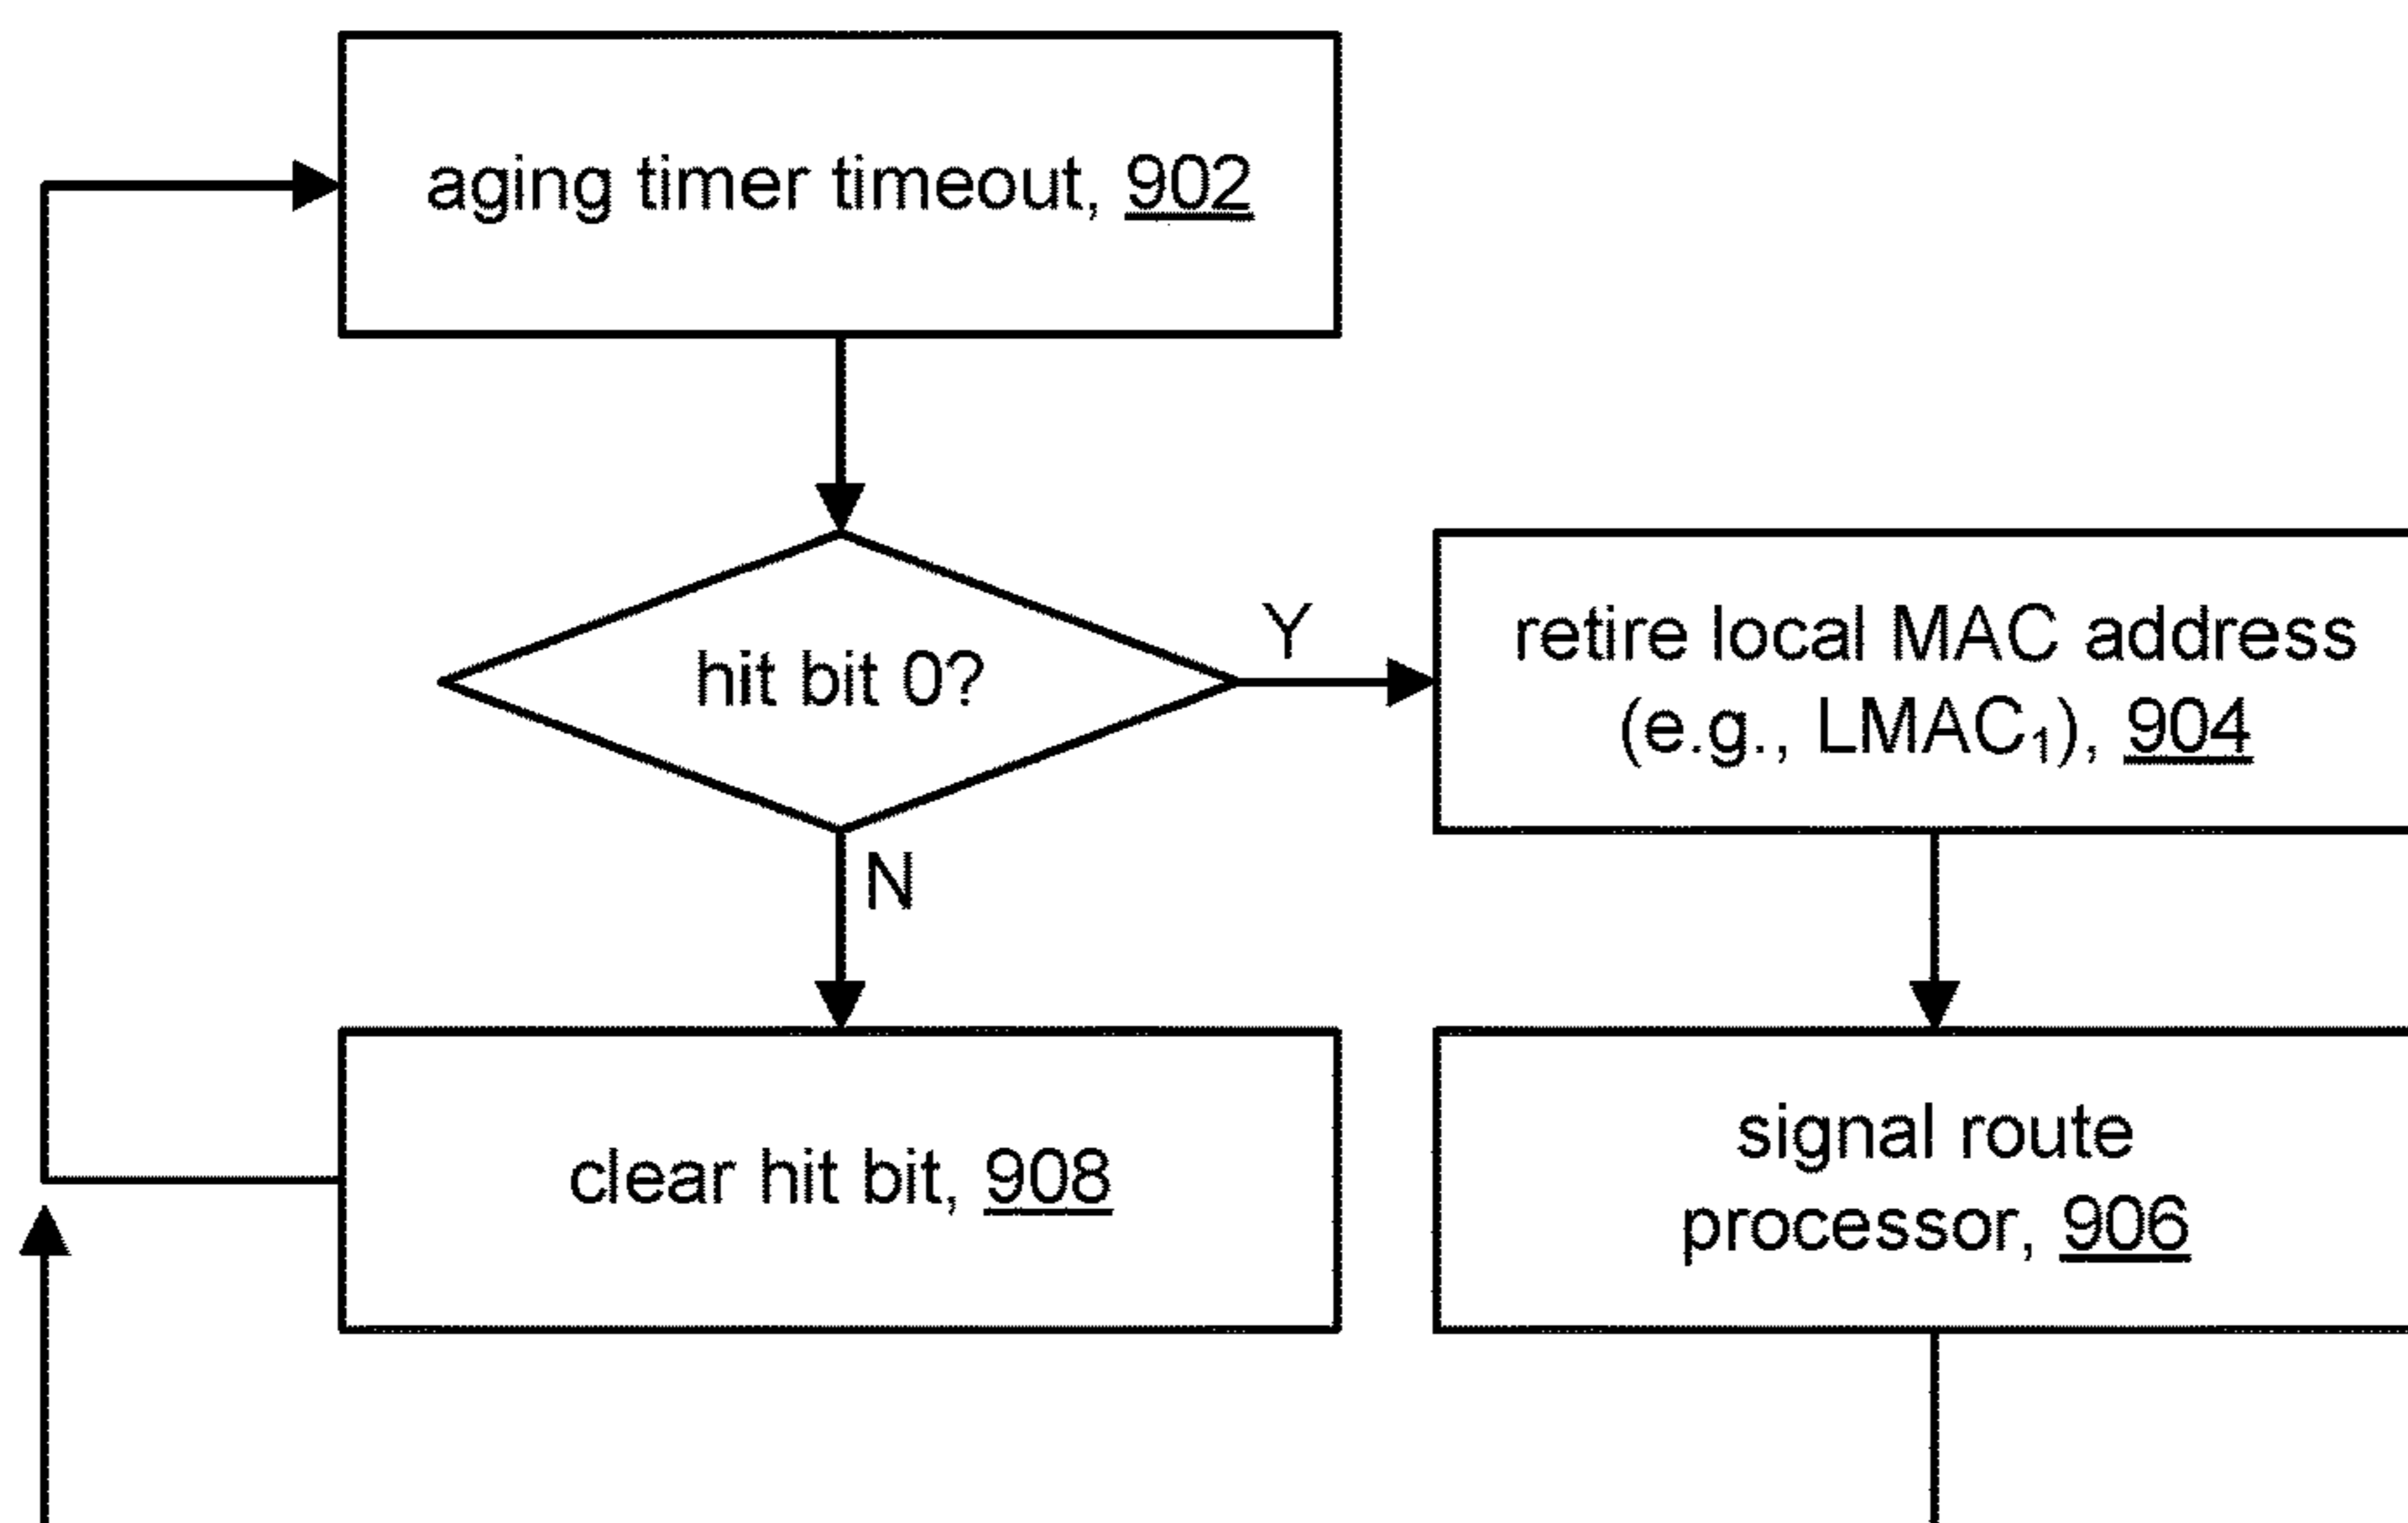 aging timer timeout, 902
hit bit 0?
Y
retire local MAC address
(e.g., LMAC₁), 904
N
clear hit bit, 908
signal route
processor, 906